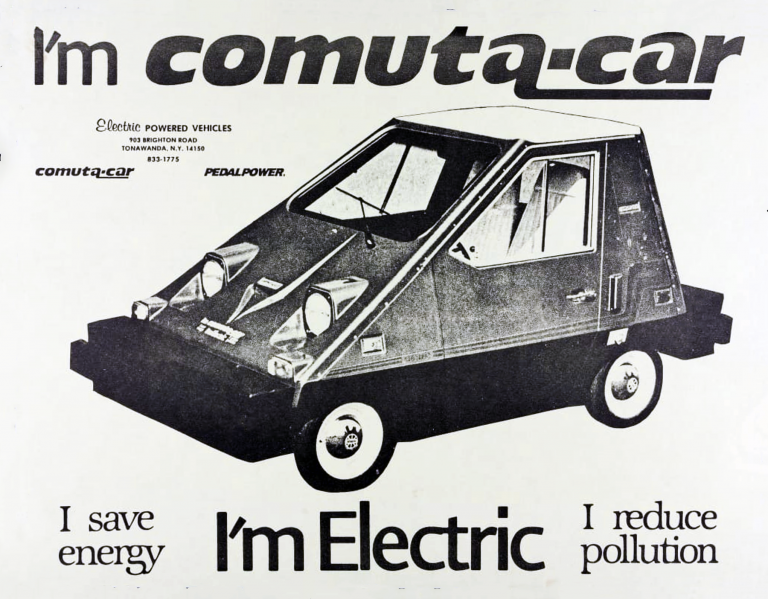 I'm comuta-car
Electric POWERED VEHICLES
903 BRIGHTON ROAD
TONAWANDA, N.Y. 14150
833-1775
comuta-car PEDALPOWER.
I save
energy
I'm Electric
I reduce
pollution